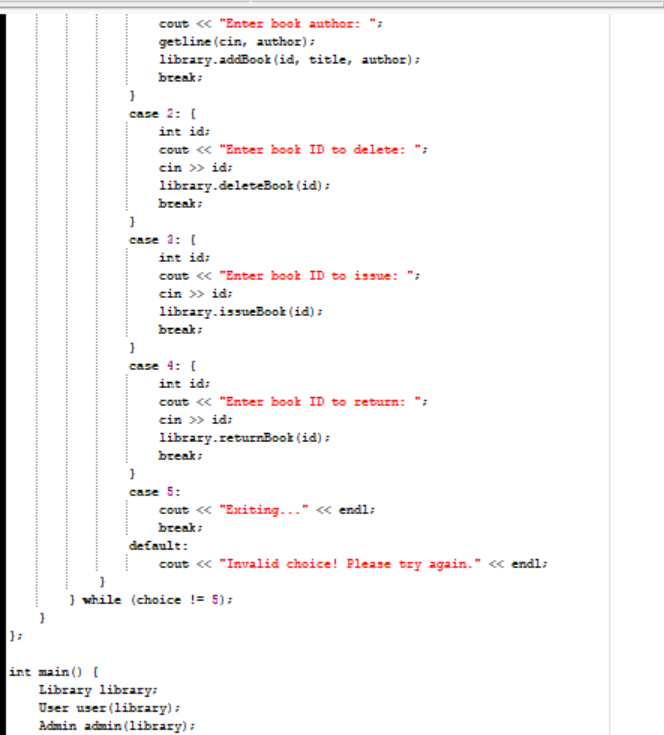 cout << "Enter book author: ";
getline(cin, author);
library.addBook(id, title, author);
break;
}
case 2: {
int id;
cout << "Enter book ID to delete: ";
cin >> id;
library.deleteBook(id);
break;
}
case 3: {
int id;
cout << "Enter book ID to issue: ";
cin >> id;
library.issueBook(id);
break;
}
case 4: {
int id;
cout << "Enter book ID to return: ";
cin >> id;
library.returnBook(id);
break;
}
case 5:
cout << "Exiting..." << endl;
break;
default:
cout << "Invalid choice! Please try again." << endl;
}
} while (choice != 5);
}
};
int main() {
Library library;
User user(library);
Admin admin(library);